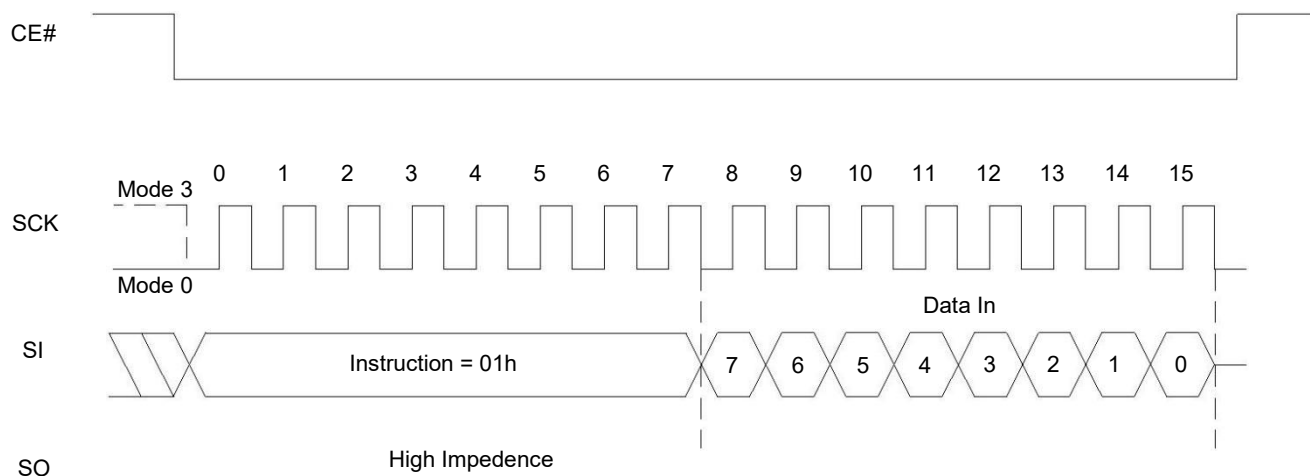 CE#
0 1 2 3 4 5 6 7 8 9 10 11 12 13 14 15
Mode 3
SCK
Mode 0
Data In
SI
Instruction = 01h
7 6 5 4 3 2 1 0
High Impedence
SO